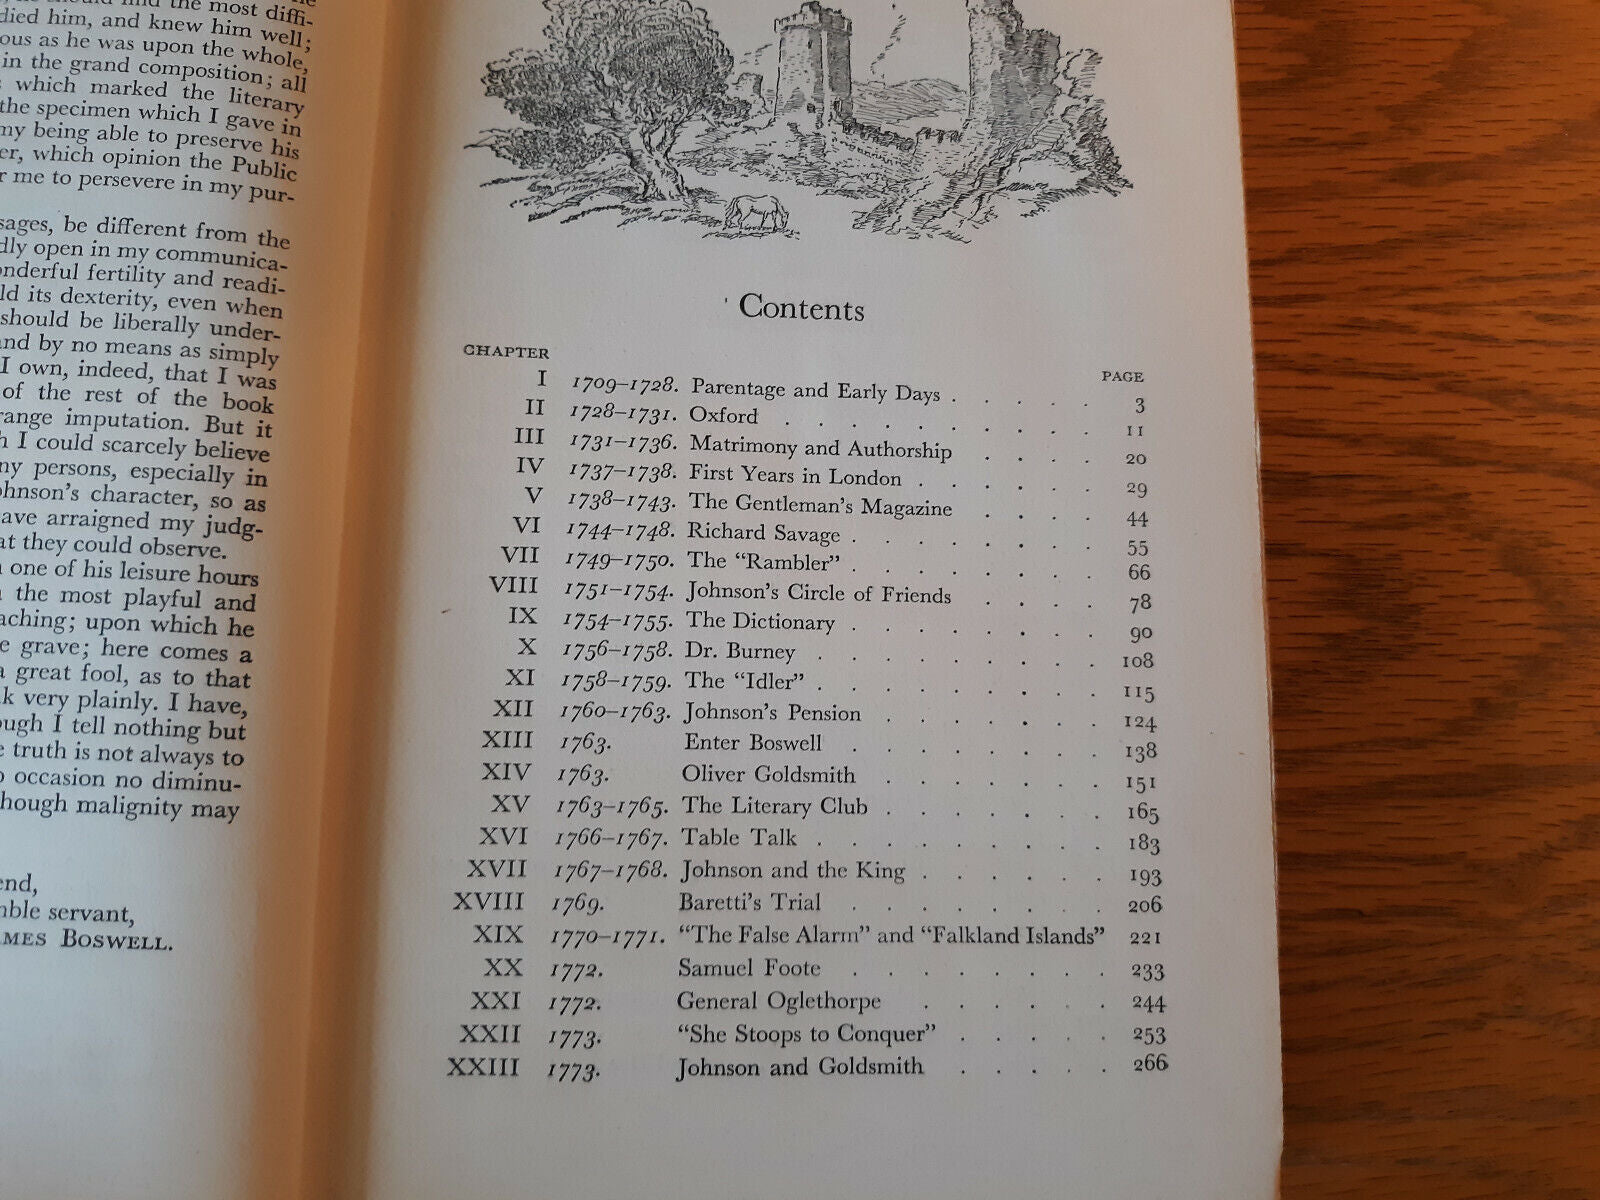 he should find the most diffi-
died him, and knew him well;
ous as he was upon the whole,
in the grand composition; all
which marked the literary
the specimen which I gave in
my being able to preserve his
er, which opinion the Public
r me to persevere in my pur-
sages, be different from the
dly open in my communica-
onderful fertility and readi-
ld its dexterity, even when
should be liberally under-
and by no means as simply
I own, indeed, that I was
of the rest of the book
range imputation. But it
h I could scarcely believe
ny persons, especially in
ohnson's character, so as
ave arraigned my judg-
at they could observe.
one of his leisure hours
the most playful and
aching; upon which he
e grave; here comes a
a great fool, as to that
k very plainly. I have,
ough I tell nothing but
e truth is not always to
o occasion no diminu-
though malignity may
end,
nble servant,
AMES BOSWELL.
Contents
CHAPTER PAGE
I 1709–1728. Parentage and Early Days . . . . . 3
II 1728–1731. Oxford . . . . . . . . . . 11
III 1731–1736. Matrimony and Authorship . . . . 20
IV 1737–1738. First Years in London . . . . . . 29
V 1738–1743. The Gentleman's Magazine . . . . 44
VI 1744–1748. Richard Savage . . . . . . . . 55
VII 1749–1750. The "Rambler" . . . . . . . . 66
VIII 1751–1754. Johnson's Circle of Friends . . . . 78
IX 1754–1755. The Dictionary . . . . . . . . 90
X 1756–1758. Dr. Burney . . . . . . . . . 108
XI 1758–1759. The "Idler" . . . . . . . . . 115
XII 1760–1763. Johnson's Pension . . . . . . . 124
XIII 1763. Enter Boswell . . . . . . . . 138
XIV 1763. Oliver Goldsmith . . . . . . . 151
XV 1763–1765. The Literary Club . . . . . . . 165
XVI 1766–1767. Table Talk . . . . . . . . . 183
XVII 1767–1768. Johnson and the King . . . . . . 193
XVIII 1769. Baretti's Trial . . . . . . . . 206
XIX 1770–1771. "The False Alarm" and "Falkland Islands" 221
XX 1772. Samuel Foote . . . . . . . . 233
XXI 1772. General Oglethorpe . . . . . . 244
XXII 1773. "She Stoops to Conquer" . . . . . 253
XXIII 1773. Johnson and Goldsmith . . . . . 266